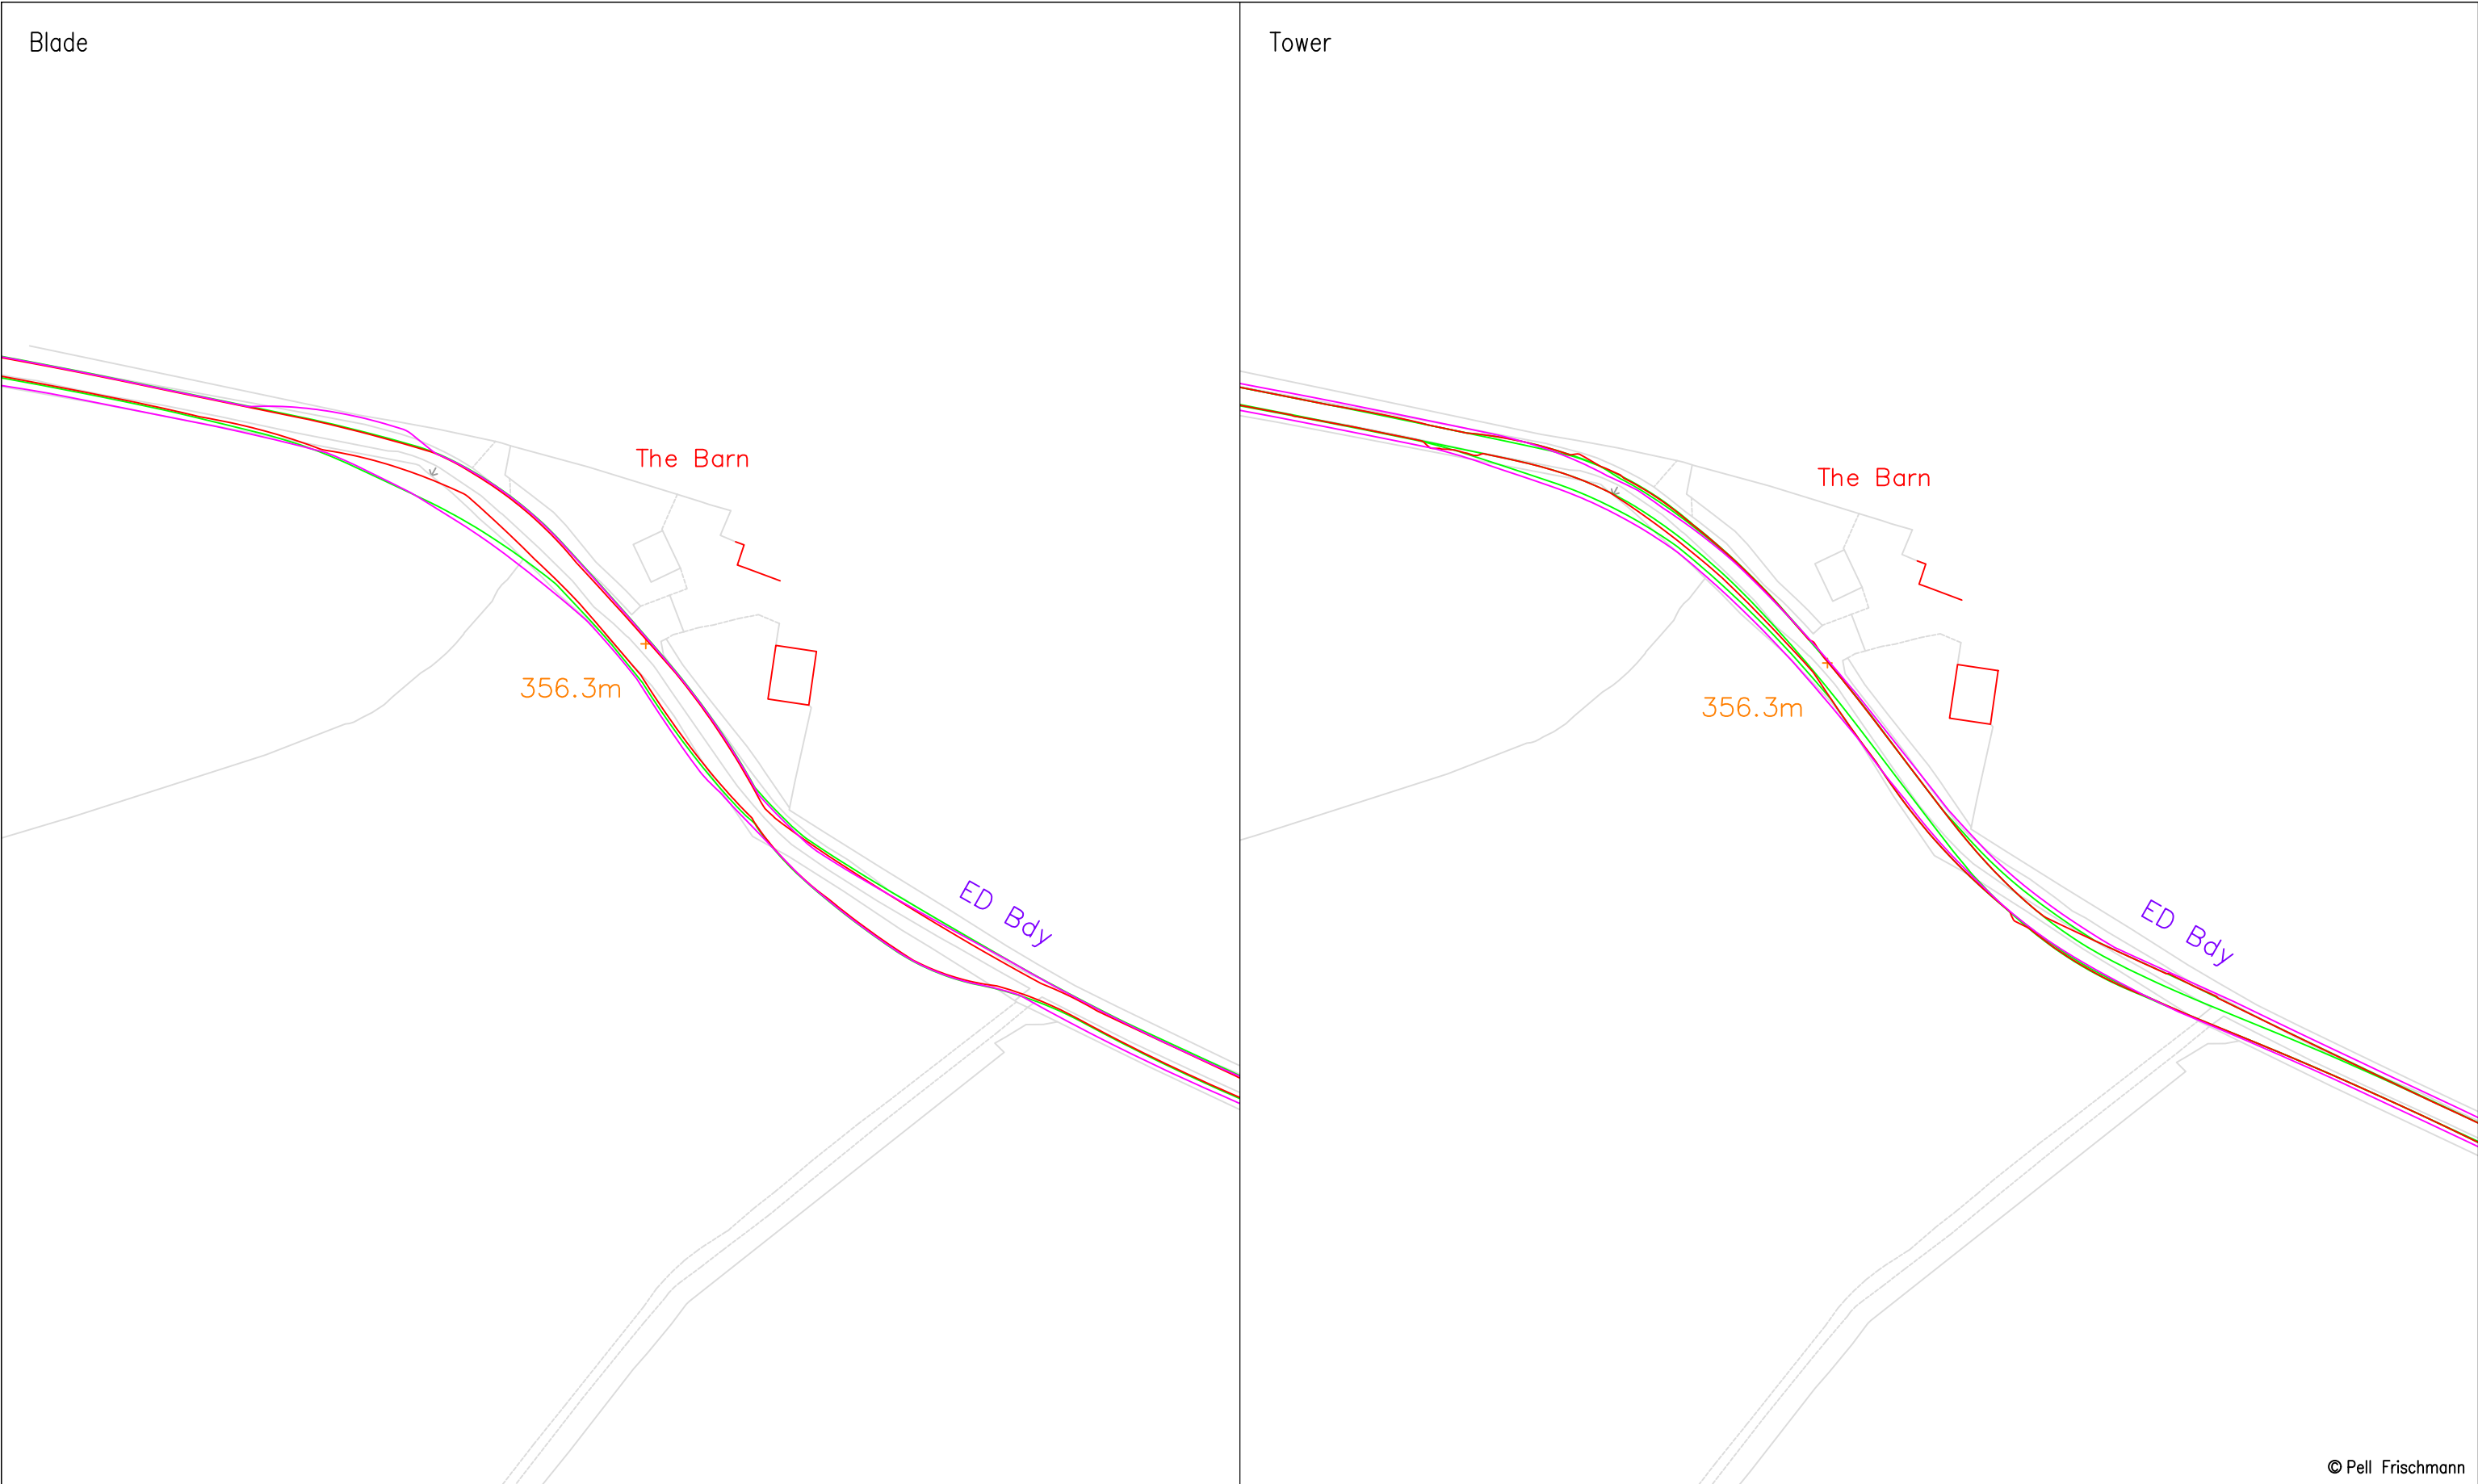 Blade
The Barn
356.3m
ED Bdy
Tower
The Barn
356.3m
ED Bdy
© Pell Frischmann